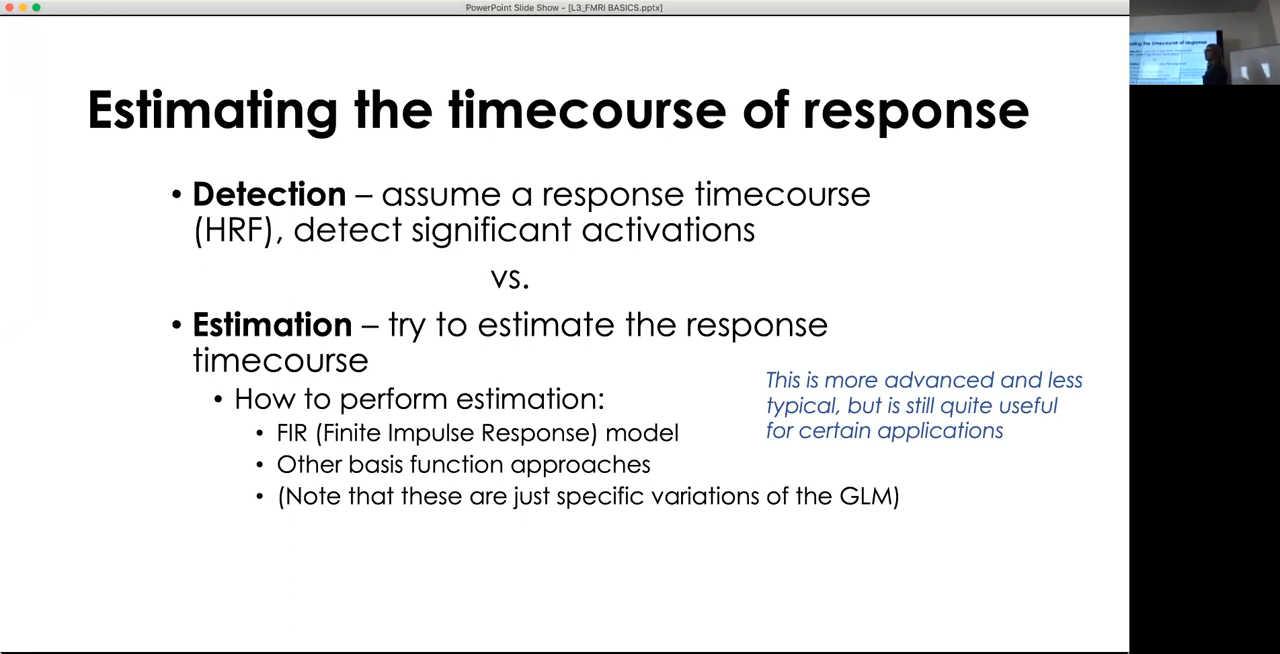 PowerPoint Slide Show - [L3_FMRI BASICS.pptx]
Estimating the timecourse of response
• Detection – assume a response timecourse
(HRF), detect significant activations
vs.
• Estimation – try to estimate the response
timecourse
• How to perform estimation:
• FIR (Finite Impulse Response) model
• Other basis function approaches
• (Note that these are just specific variations of the GLM)
This is more advanced and less
typical, but is still quite useful
for certain applications